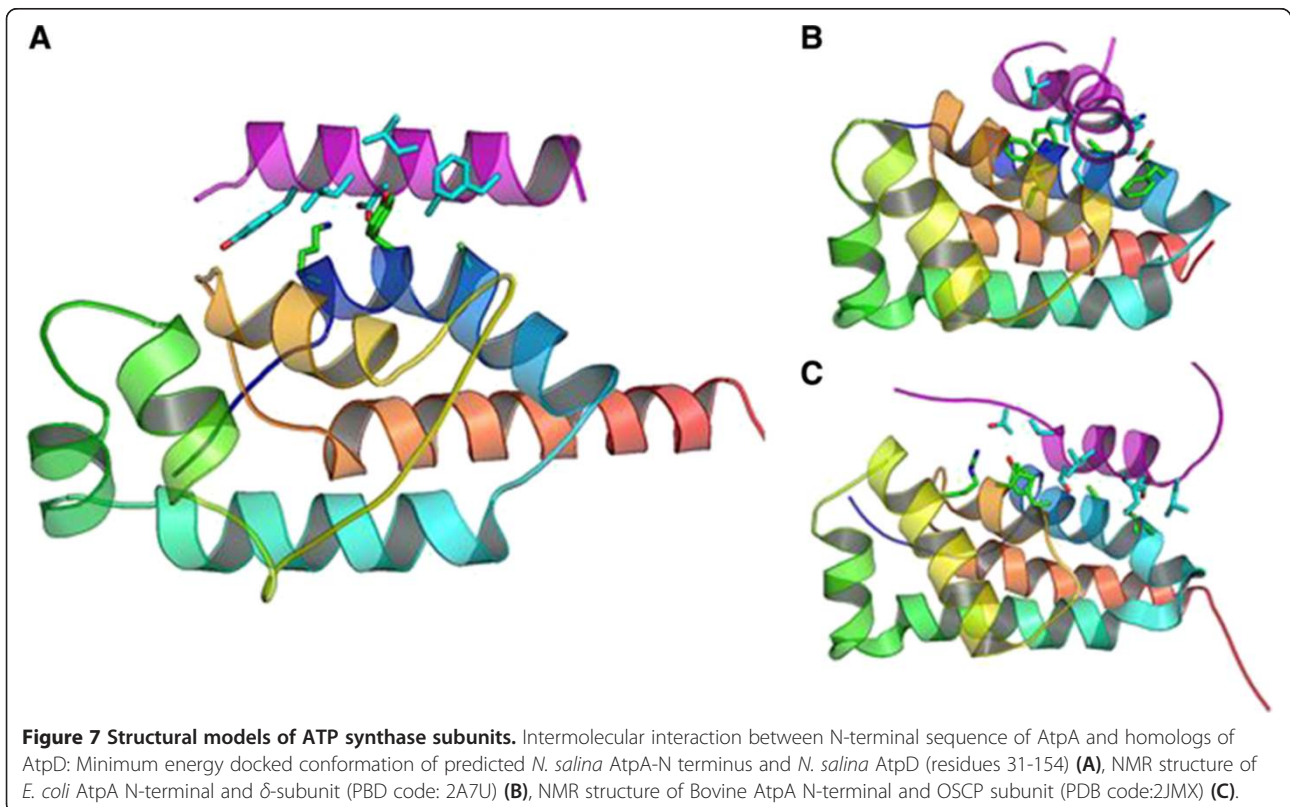 A
B
C
Figure 7 Structural models of ATP synthase subunits. Intermolecular interaction between N-terminal sequence of AtpA and homologs of
AtpD: Minimum energy docked conformation of predicted N. salina AtpA-N terminus and N. salina AtpD (residues 31-154) (A), NMR structure of
E. coli AtpA N-terminal and δ-subunit (PBD code: 2A7U) (B), NMR structure of Bovine AtpA N-terminal and OSCP subunit (PDB code:2JMX) (C).